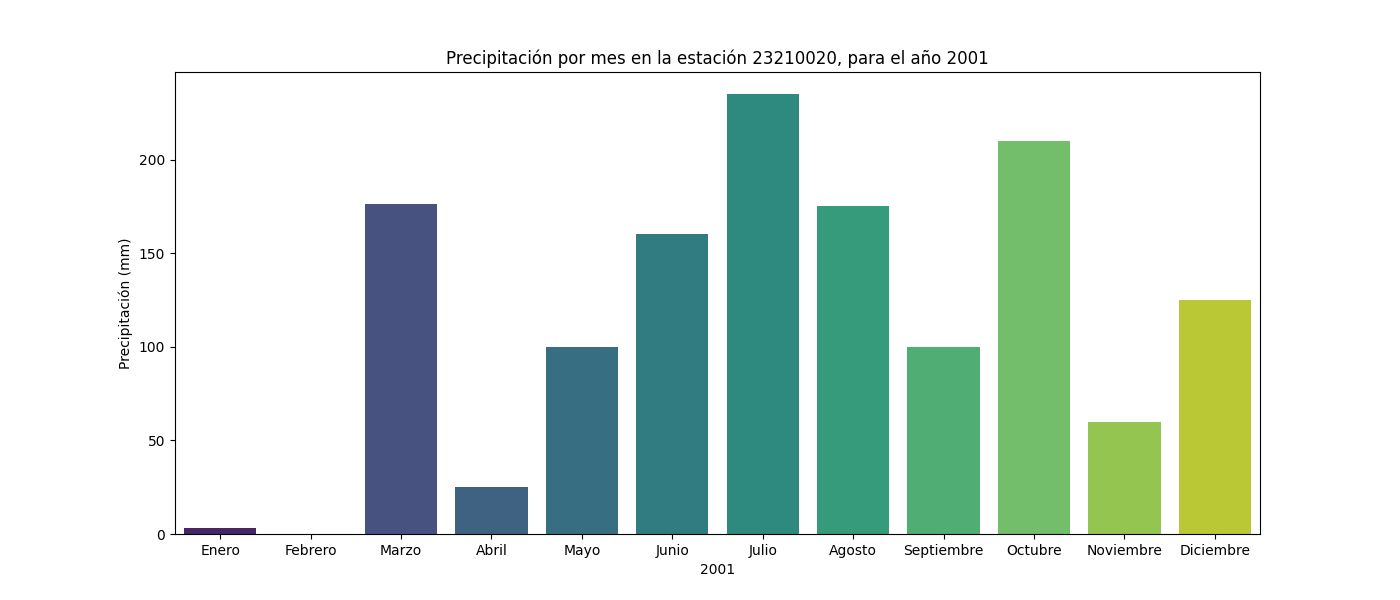 Precipitación por mes en la estación 23210020, para el año 2001
Precipitación (mm)
200
150
100
50
0
Enero Febrero Marzo Abril Mayo Junio Julio Agosto Septiembre Octubre Noviembre Diciembre
2001